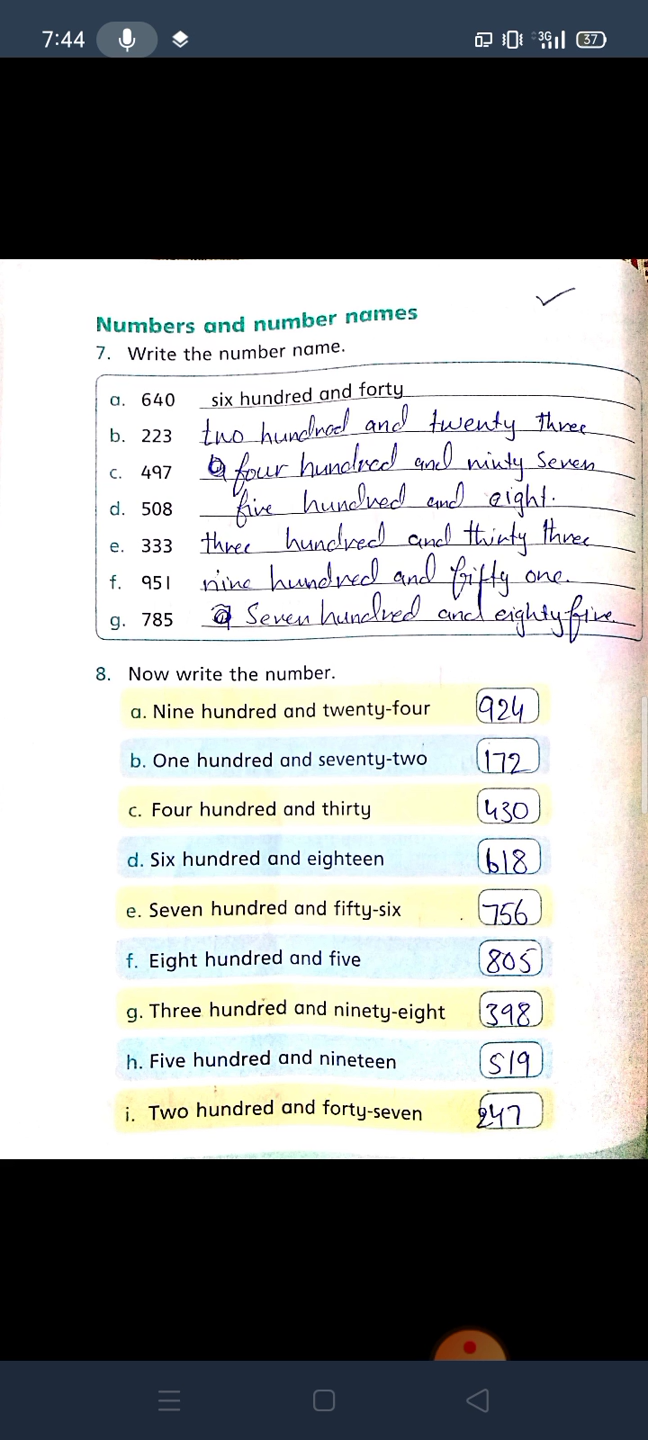 7:44
3G
37
Numbers and number names
7. Write the number name.
a. 640 six hundred and forty
b. 223 two hundred and twenty three
c. 497 four hundred and ninty seven
d. 508 five hundred and eight.
e. 333 three hundred and thirty three
f. 951 nine hundred and fifty one.
g. 785 Seven hundred and eighty five
8. Now write the number.
a. Nine hundred and twenty-four 924
b. One hundred and seventy-two 172
c. Four hundred and thirty 430
d. Six hundred and eighteen 618
e. Seven hundred and fifty-six 756
f. Eight hundred and five 805
g. Three hundred and ninety-eight 398
h. Five hundred and nineteen 519
i. Two hundred and forty-seven 247